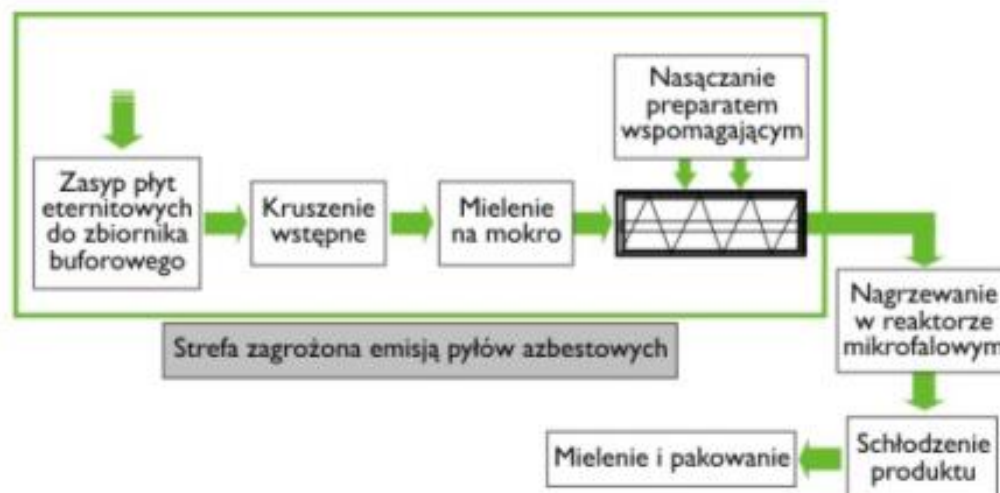 Zasyp płyt
eternitowych
do zbiornika
buforowego
Kruszenie
wstępne
Mielenie
na mokro
Nasączanie
preparatem
wspomagającym
Strefa zagrożona emisją pyłów azbestowych
Nagrzewanie
w reaktorze
mikrofalowym
Schłodzenie
produktu
Mielenie i pakowanie